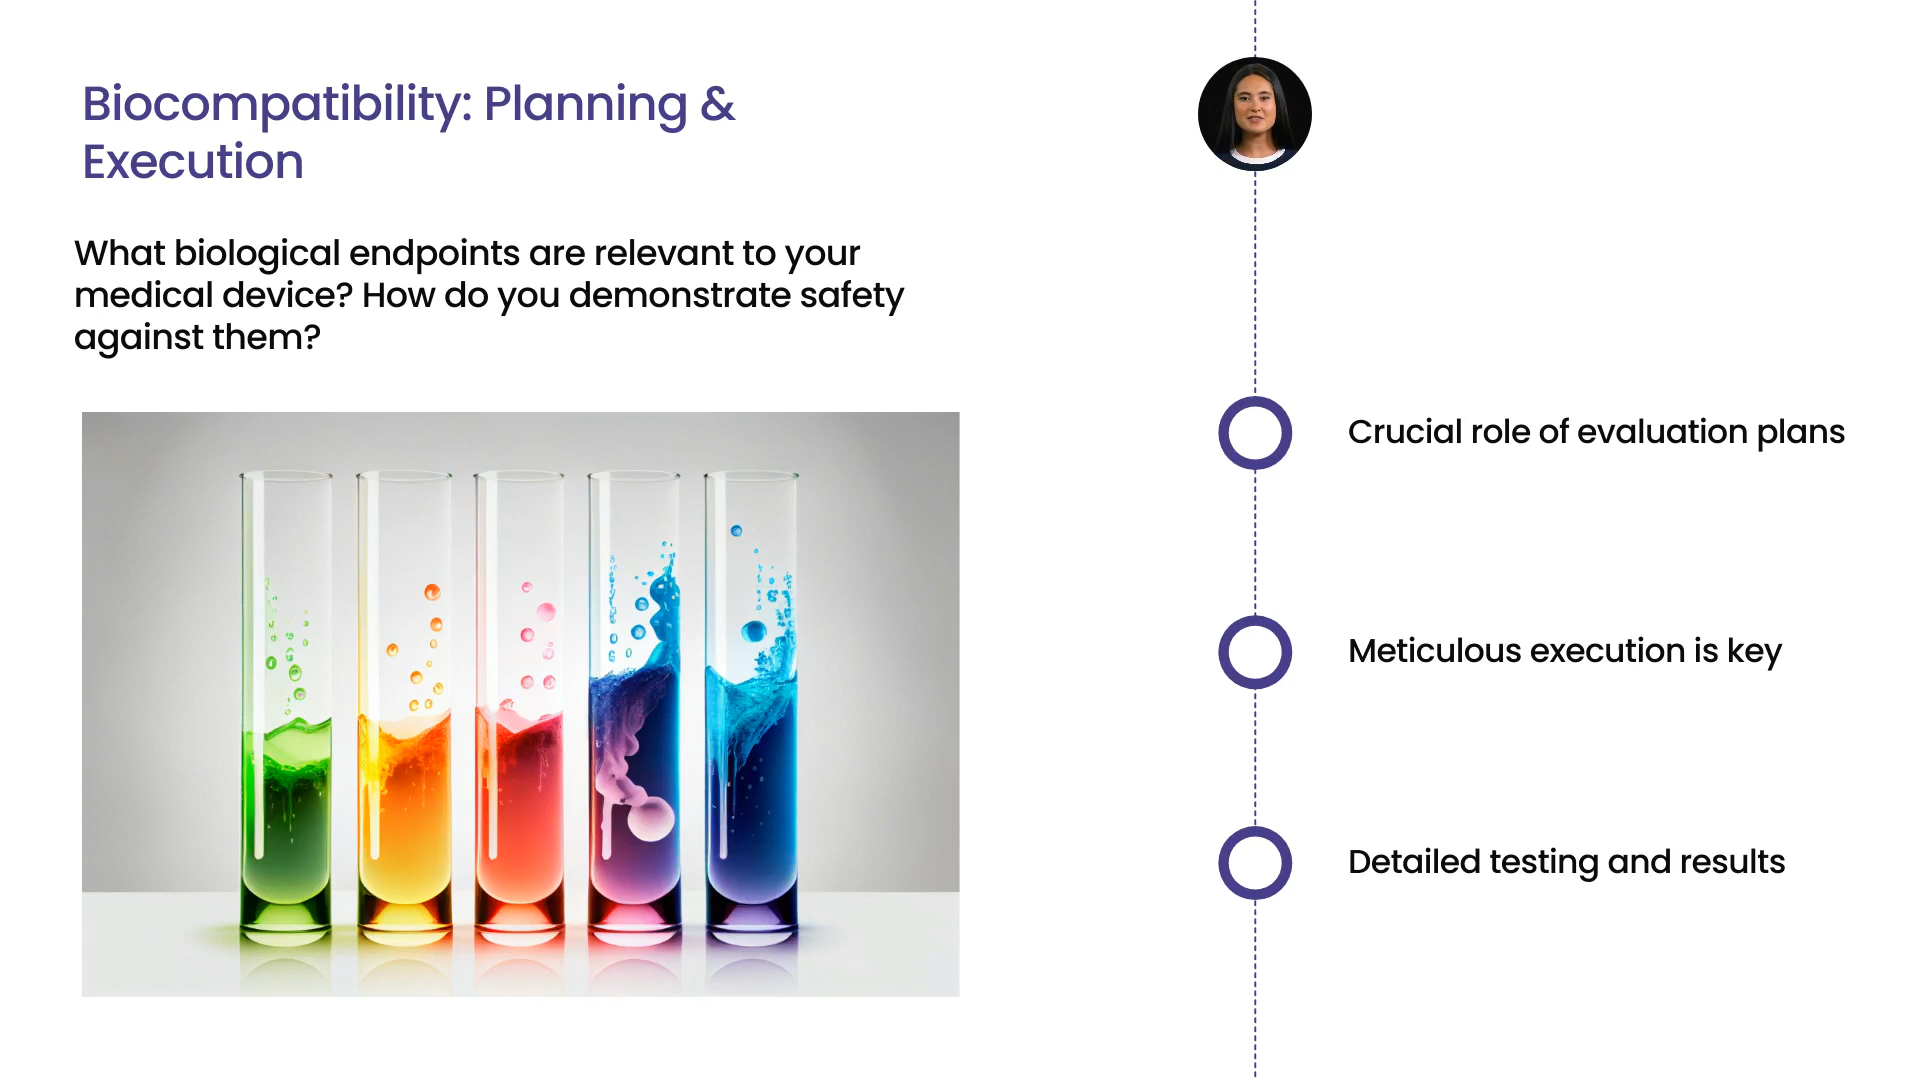 Biocompatibility: Planning &
Execution
What biological endpoints are relevant to your
medical device? How do you demonstrate safety
against them?
Crucial role of evaluation plans
Meticulous execution is key
Detailed testing and results